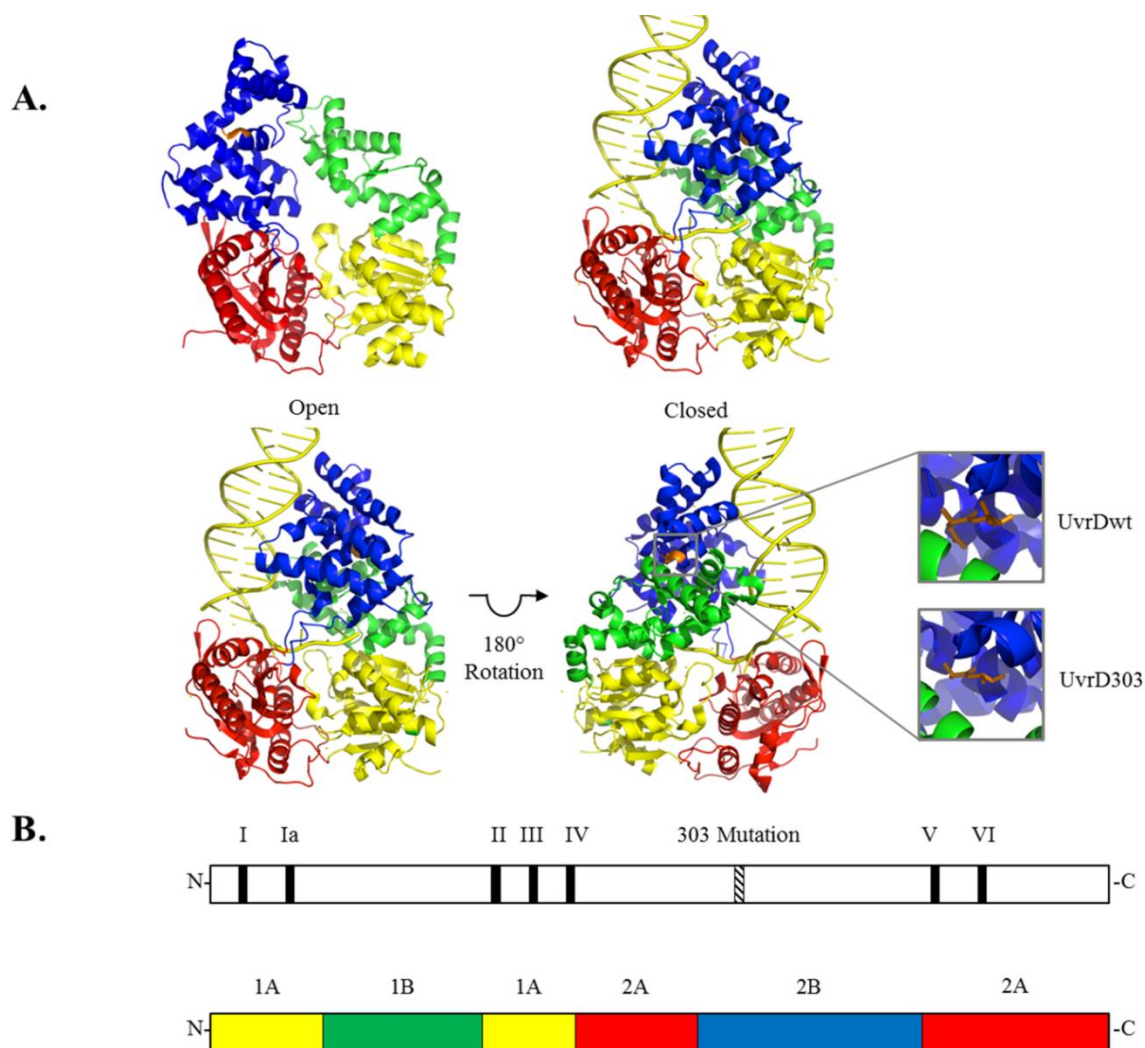 A.
Open
Closed
UvrDwt
180°
Rotation
UvrD303
B.
I Ia II III IV 303 Mutation V VI
N- -C
1A 1B 1A 2A 2B 2A
N- -C